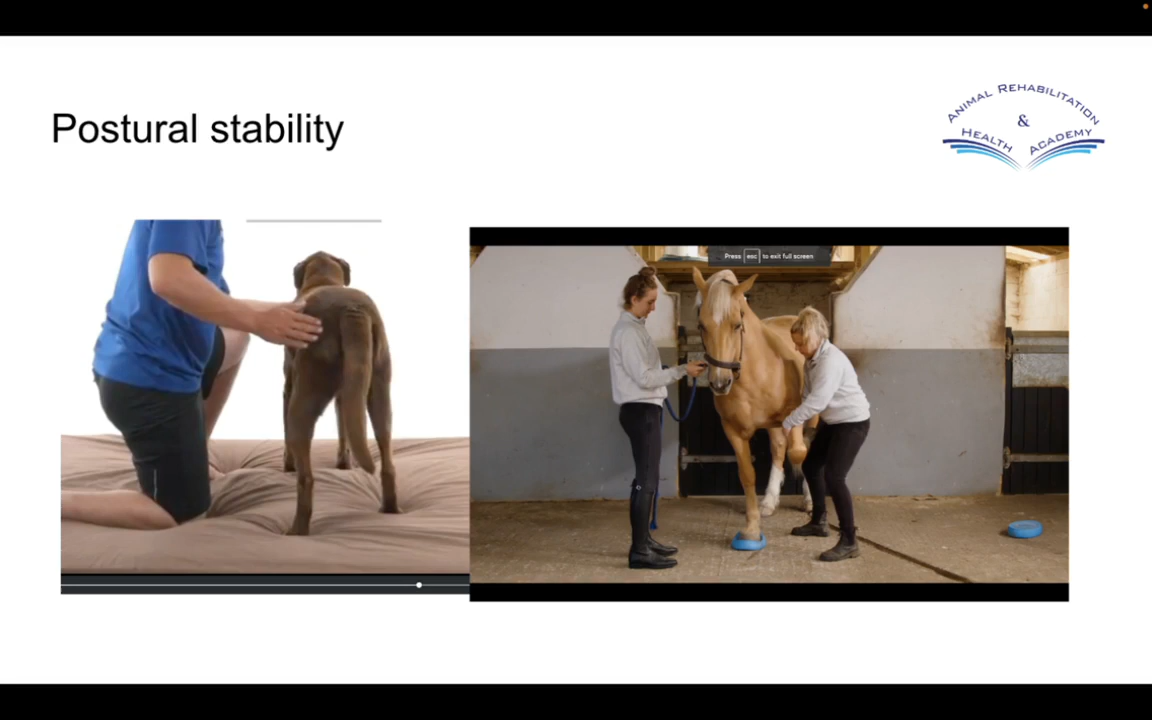 Postural stability
ANIMAL REHABILITATION
&
HEALTH ACADEMY
Press esc to exit full screen